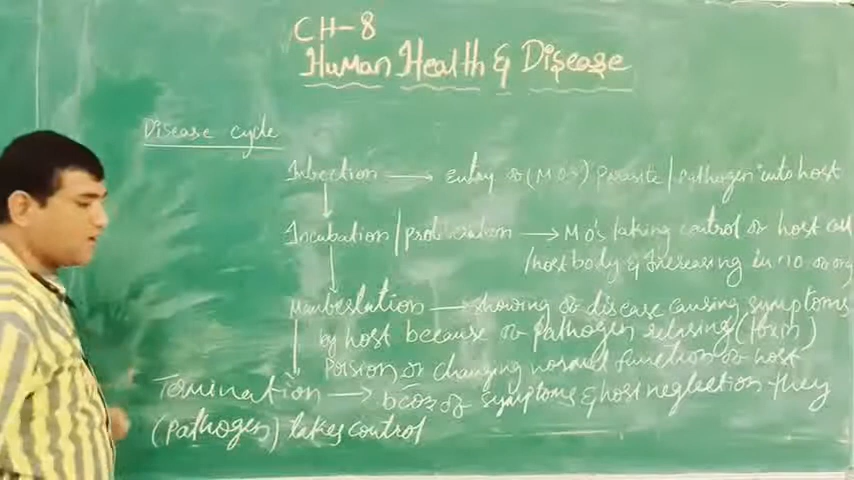 CH-8
Human Health & Disease
Disease cycle
Infection → Entry of (MO's) Parasite/Pathogen into host
Incubation/Proliferation → MO's taking control of host cell
/host body & Increasing in no. of
Manifestation → showing of disease causing symptoms
by host because of Pathogen relising (toxin)
Poision or changing normal function of host
Termination → bcoz of symptoms & host neglection they
(Pathogen) takes control